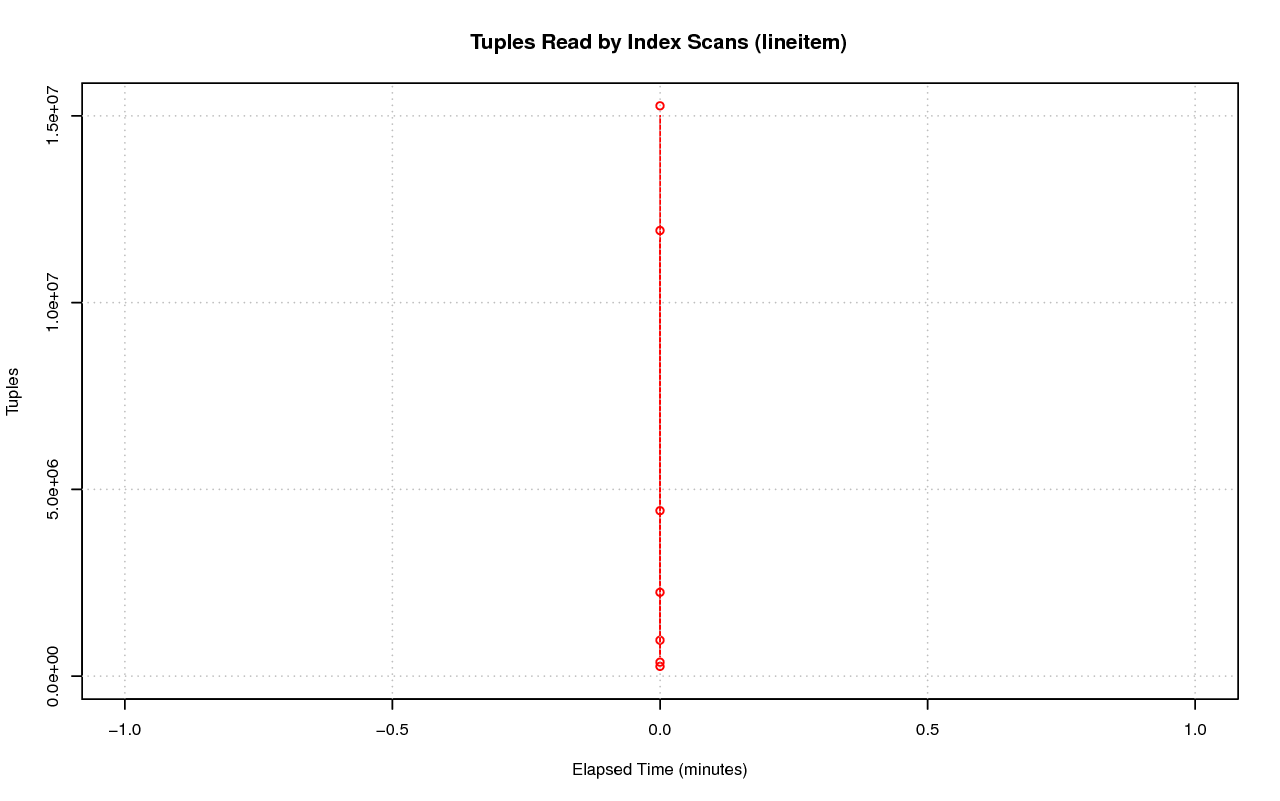 Tuples Read by Index Scans (lineitem)
1.5e+07
1.0e+07
5.0e+06
0.0e+00
Tuples
−1.0
−0.5
0.0
0.5
1.0
Elapsed Time (minutes)